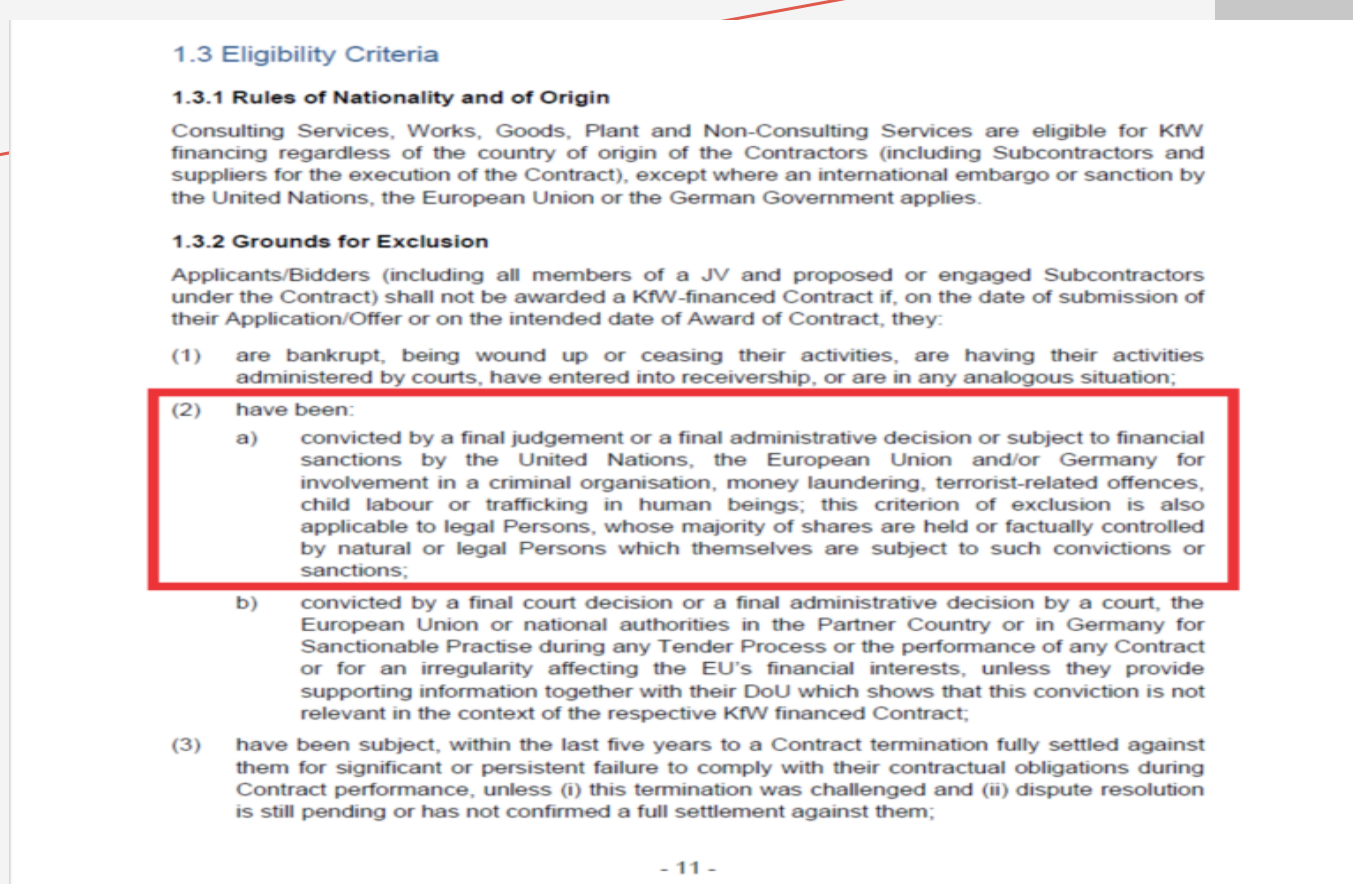 1.3 Eligibility Criteria
1.3.1 Rules of Nationality and of Origin
Consulting Services, Works, Goods, Plant and Non-Consulting Services are eligible for KfW
financing regardless of the country of origin of the Contractors (including Subcontractors and
suppliers for the execution of the Contract), except where an international embargo or sanction by
the United Nations, the European Union or the German Government applies.
1.3.2 Grounds for Exclusion
Applicants/Bidders (including all members of a JV and proposed or engaged Subcontractors
under the Contract) shall not be awarded a KfW-financed Contract if, on the date of submission of
their Application/Offer or on the intended date of Award of Contract, they:
(1) are bankrupt, being wound up or ceasing their activities, are having their activities
administered by courts, have entered into receivership, or are in any analogous situation;
(2) have been:
a) convicted by a final judgement or a final administrative decision or subject to financial
sanctions by the United Nations, the European Union and/or Germany for
involvement in a criminal organisation, money laundering, terrorist-related offences,
child labour or trafficking in human beings; this criterion of exclusion is also
applicable to legal Persons, whose majority of shares are held or factually controlled
by natural or legal Persons which themselves are subject to such convictions or
sanctions;
b) convicted by a final court decision or a final administrative decision by a court, the
European Union or national authorities in the Partner Country or in Germany for
Sanctionable Practise during any Tender Process or the performance of any Contract
or for an irregularity affecting the EU's financial interests, unless they provide
supporting information together with their DoU which shows that this conviction is not
relevant in the context of the respective KfW financed Contract;
(3) have been subject, within the last five years to a Contract termination fully settled against
them for significant or persistent failure to comply with their contractual obligations during
Contract performance, unless (i) this termination was challenged and (ii) dispute resolution
is still pending or has not confirmed a full settlement against them;
- 11 -